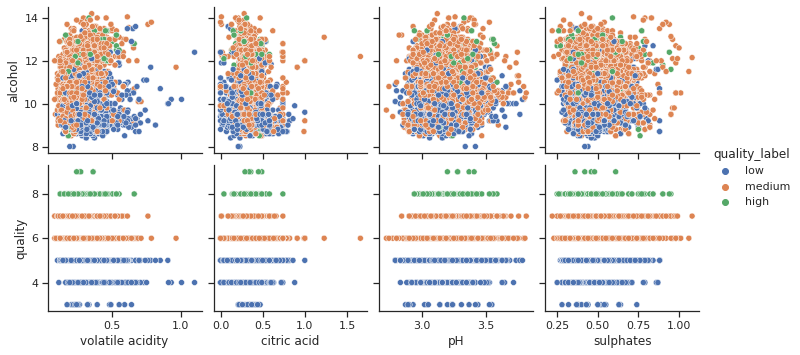 14
12
10
8
alcohol
8
6
4
quality
0.5 1.0
volatile acidity
0.0 0.5 1.0 1.5
citric acid
3.0 3.5
pH
0.25 0.50 0.75 1.00
sulphates
quality_label
low
medium
high